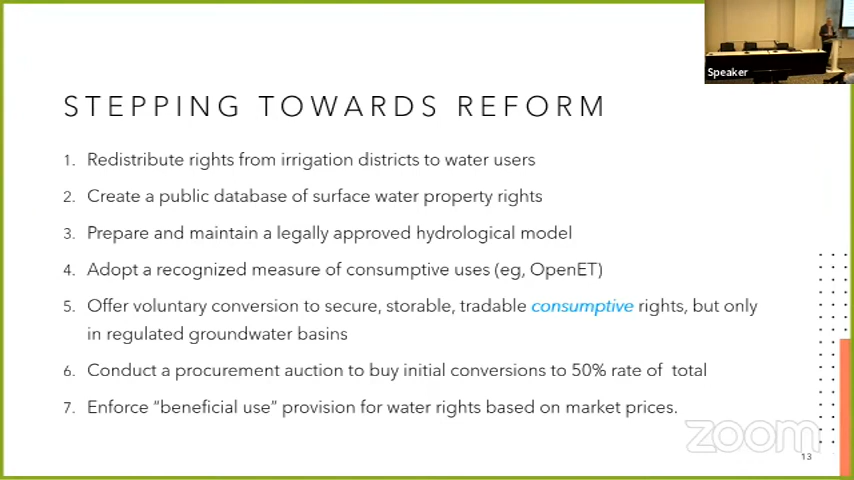 Speaker
STEPPING TOWARDS REFORM
1. Redistribute rights from irrigation districts to water users
2. Create a public database of surface water property rights
3. Prepare and maintain a legally approved hydrological model
4. Adopt a recognized measure of consumptive uses (eg, OpenET)
5. Offer voluntary conversion to secure, storable, tradable consumptive rights, but only
in regulated groundwater basins
6. Conduct a procurement auction to buy initial conversions to 50% rate of total
7. Enforce “beneficial use” provision for water rights based on market prices.
zoom
13